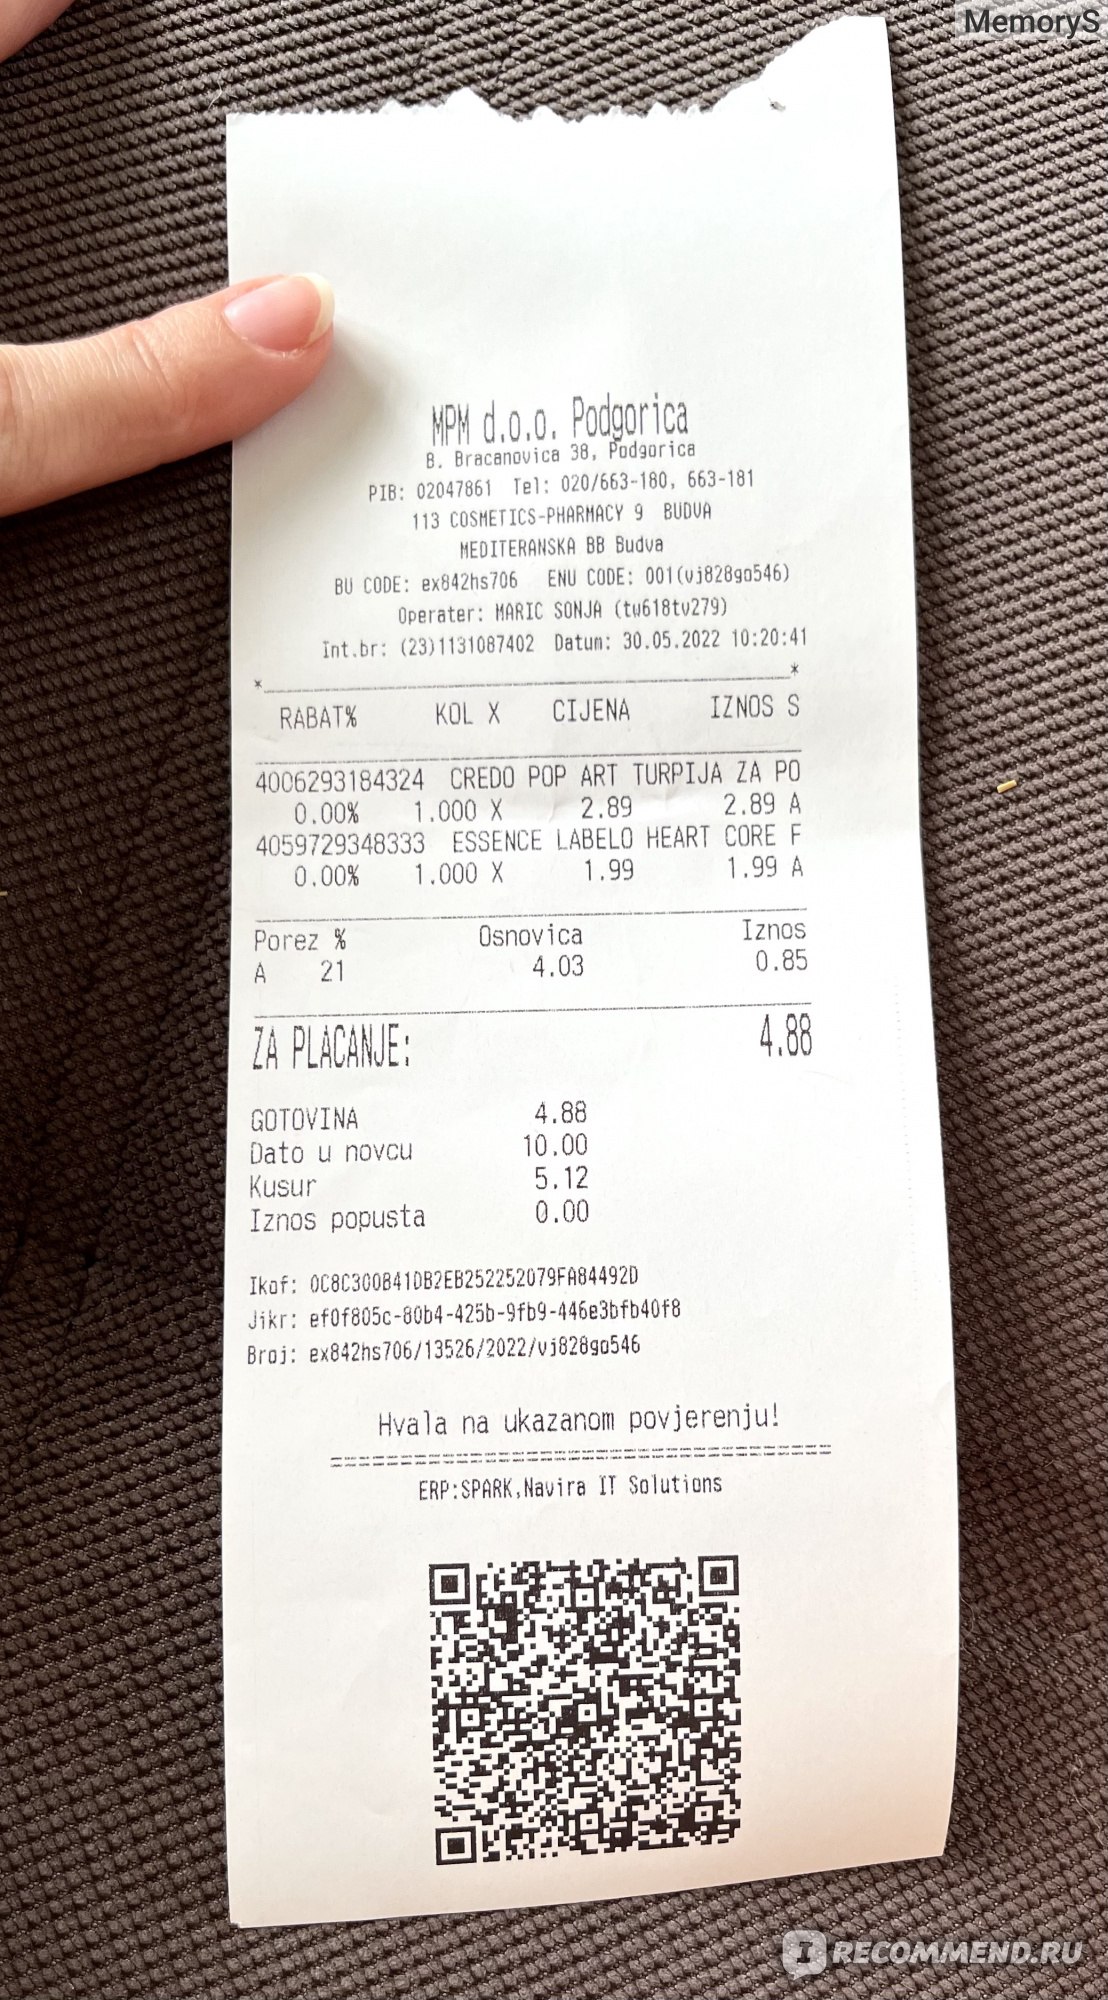 MemoryS
MPM d.o.o. Podgorica
B. Bracanovica 38, Podgorica
PIB: 02047861 Tel: 020/663-180, 663-181
113 COSMETICS-PHARMACY 9 BUDVA
MEDITERANSKA BB Budva
BU CODE: ex842hs706 ENU CODE: 001(vj828go546)
Operater: MARIC SONJA (tw618tv279)
Int.br: (23)1131087402 Datum: 30.05.2022 10:20:41
*__*
RABAT% KOL X CIJENA IZNOS S
4006293184324 CREDO POP ART TURPIJA ZA PO
0.00% 1.000 X 2.89 2.89 A
4059729348333 ESSENCE LABELO HEART CORE F
0.00% 1.000 X 1.99 1.99 A
Porez % Osnovica Iznos
A 21 4.03 0.85
ZA PLACANJE: 4.88
GOTOVINA 4.88
Dato u novcu 10.00
Kusur 5.12
Iznos popusta 0.00
Ikof: 0C8C300841DB2EB252252079FA84492D
Jikr: ef0f805c-80b4-425b-9fb9-446e3bfb40f8
Broj: ex842hs706/13526/2022/vj828go546
Hvala na ukazanom povjerenju!
ERP:SPARK,Navira IT Solutions
IRECOMMEND.RU